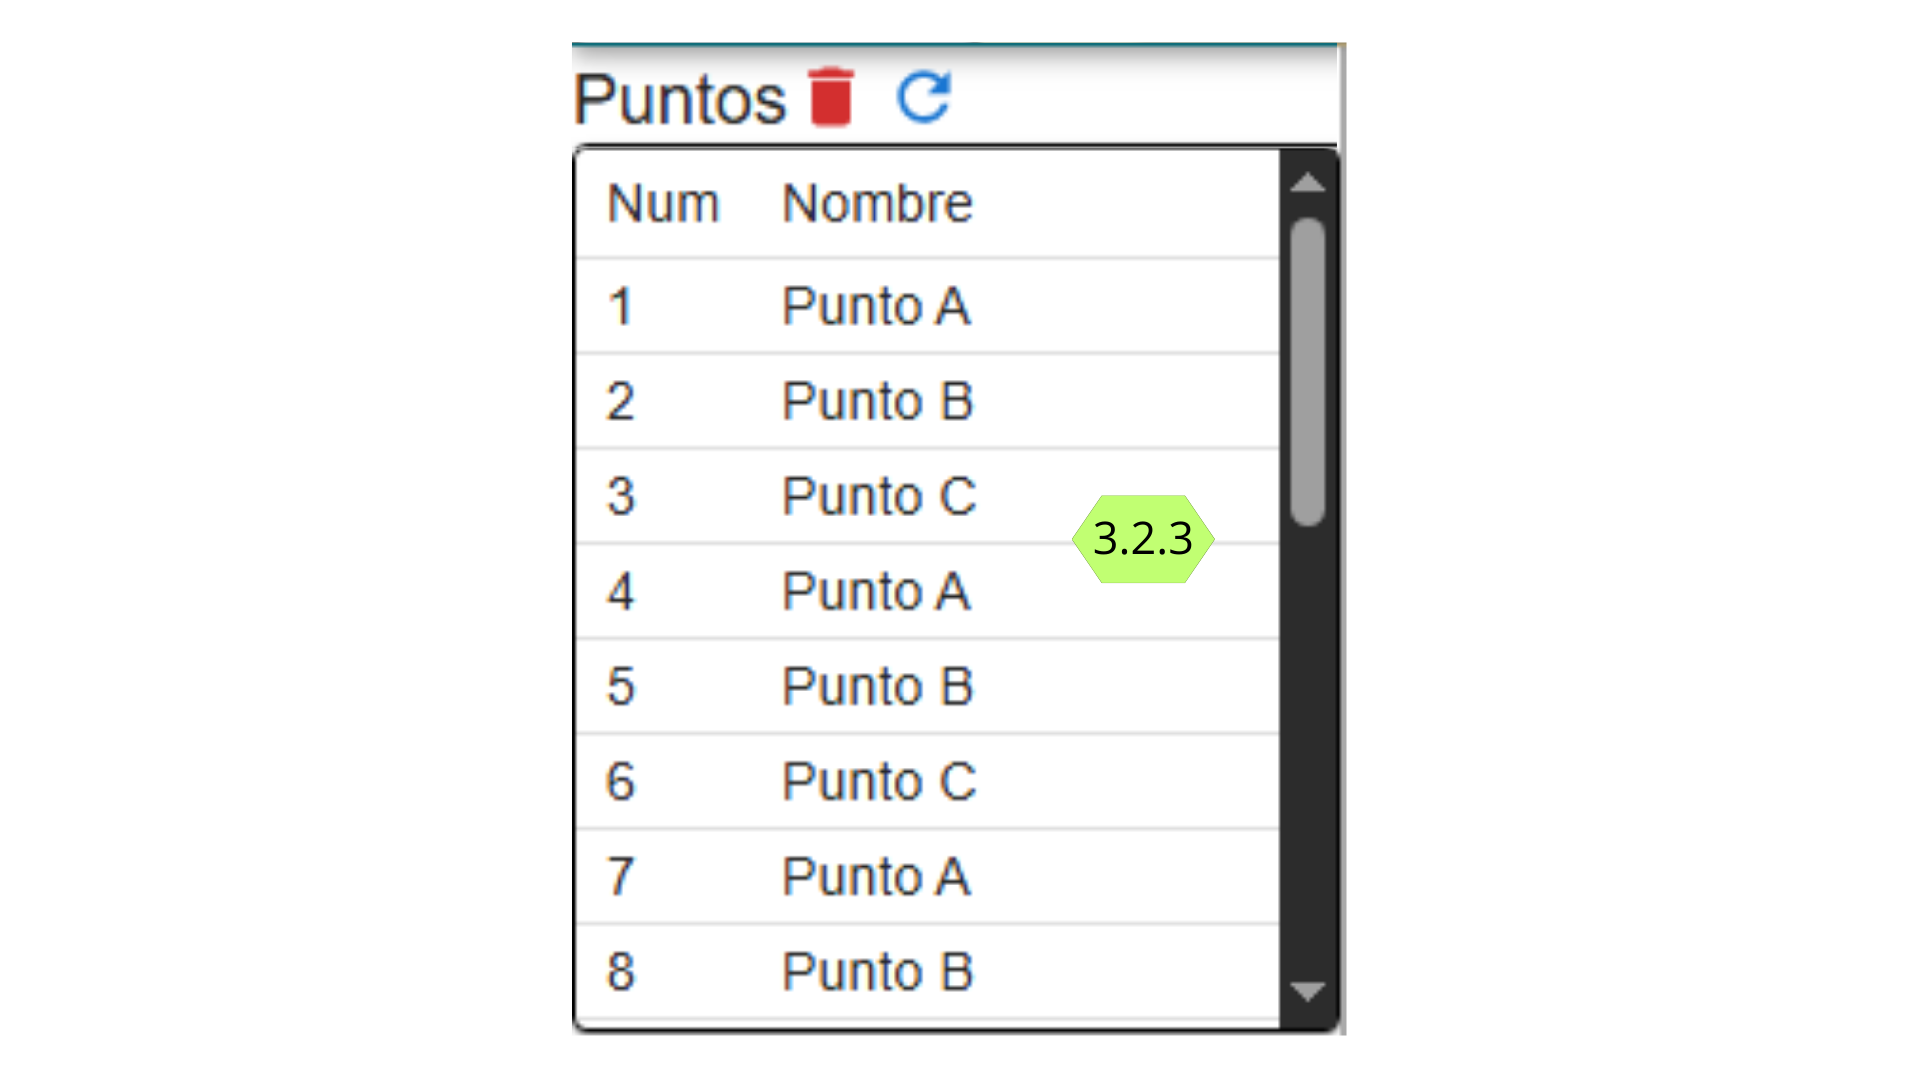 Puntos
Num Nombre
1 Punto A
2 Punto B
3 Punto C
3.2.3
4 Punto A
5 Punto B
6 Punto C
7 Punto A
8 Punto B